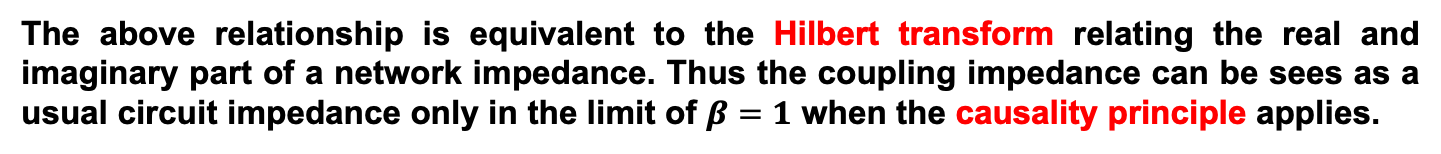 The above relationship is equivalent to the Hilbert transform relating the real and
imaginary part of a network impedance. Thus the coupling impedance can be sees as a
usual circuit impedance only in the limit of 𝜷 = 𝟏 when the causality principle applies.